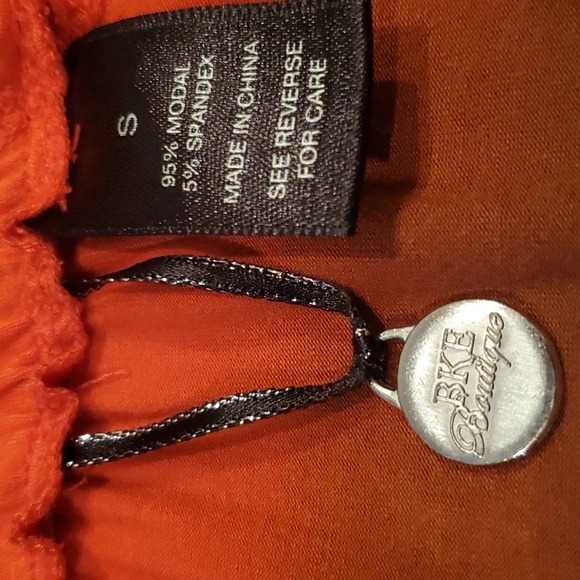 S
95% MODAL
5% SPANDEX
MADE IN CHINA
SEE REVERSE
FOR CARE
BKE
Boutique